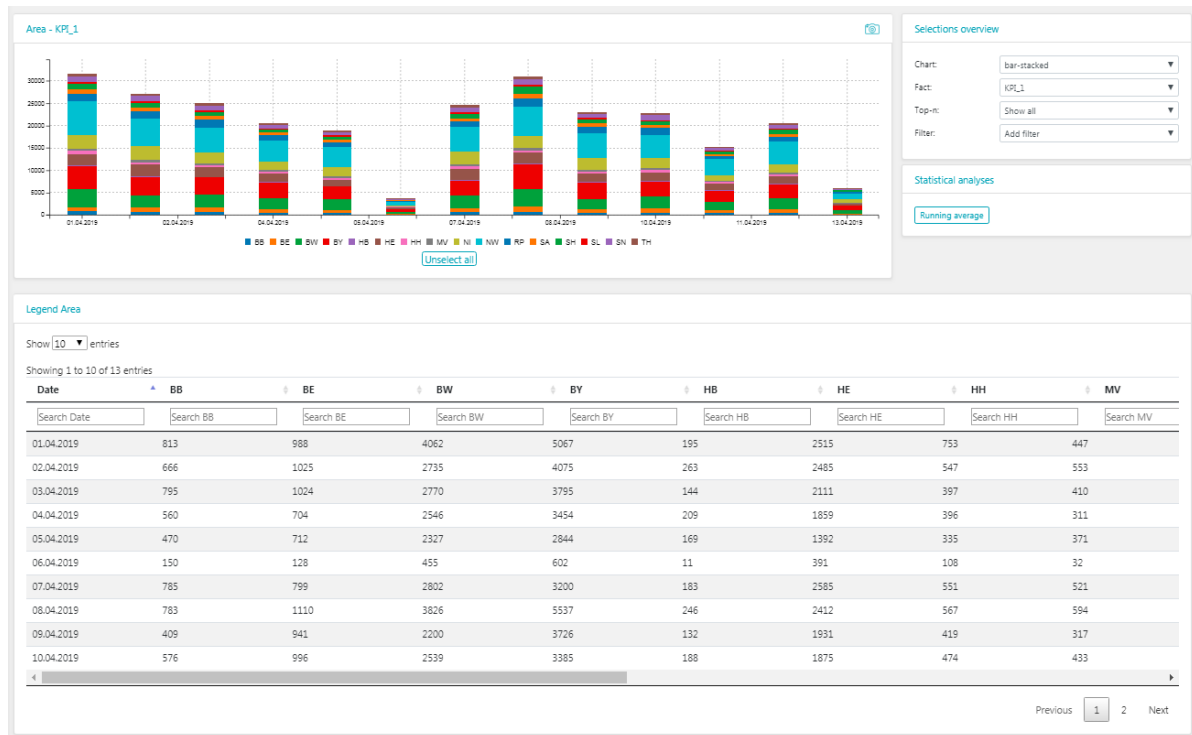 Area - KPI_1
30000
25000
20000
15000
10000
5000
0
01.04.2019 02.04.2019 04.04.2019 05.04.2019 07.04.2019 08.04.2019 10.04.2019 11.04.2019 13.04.2019
BB BE BW BY HB HE HH MV NI NW RP SA SH SL SN TH
Unselect all
Selections overview
Chart: bar-stacked
Fact: KPI_1
Top-n: Show all
Filter: Add filter
Statistical analyses
Running average
Legend Area
Show 10 entries
Showing 1 to 10 of 13 entries
Date BB BE BW BY HB HE HH MV
Search Date Search BB Search BE Search BW Search BY Search HB Search HE Search HH Search MV
01.04.2019 813 988 4062 5067 195 2515 753 447
02.04.2019 666 1025 2735 4075 263 2485 547 553
03.04.2019 795 1024 2770 3795 144 2111 397 410
04.04.2019 560 704 2546 3454 209 1859 396 311
05.04.2019 470 712 2327 2844 169 1392 335 371
06.04.2019 150 128 455 602 11 391 108 32
07.04.2019 785 799 2802 3200 183 2585 551 521
08.04.2019 783 1110 3826 5537 246 2412 567 594
09.04.2019 409 941 2200 3726 132 1931 419 317
10.04.2019 576 996 2539 3385 188 1875 474 433
Previous 1 2 Next